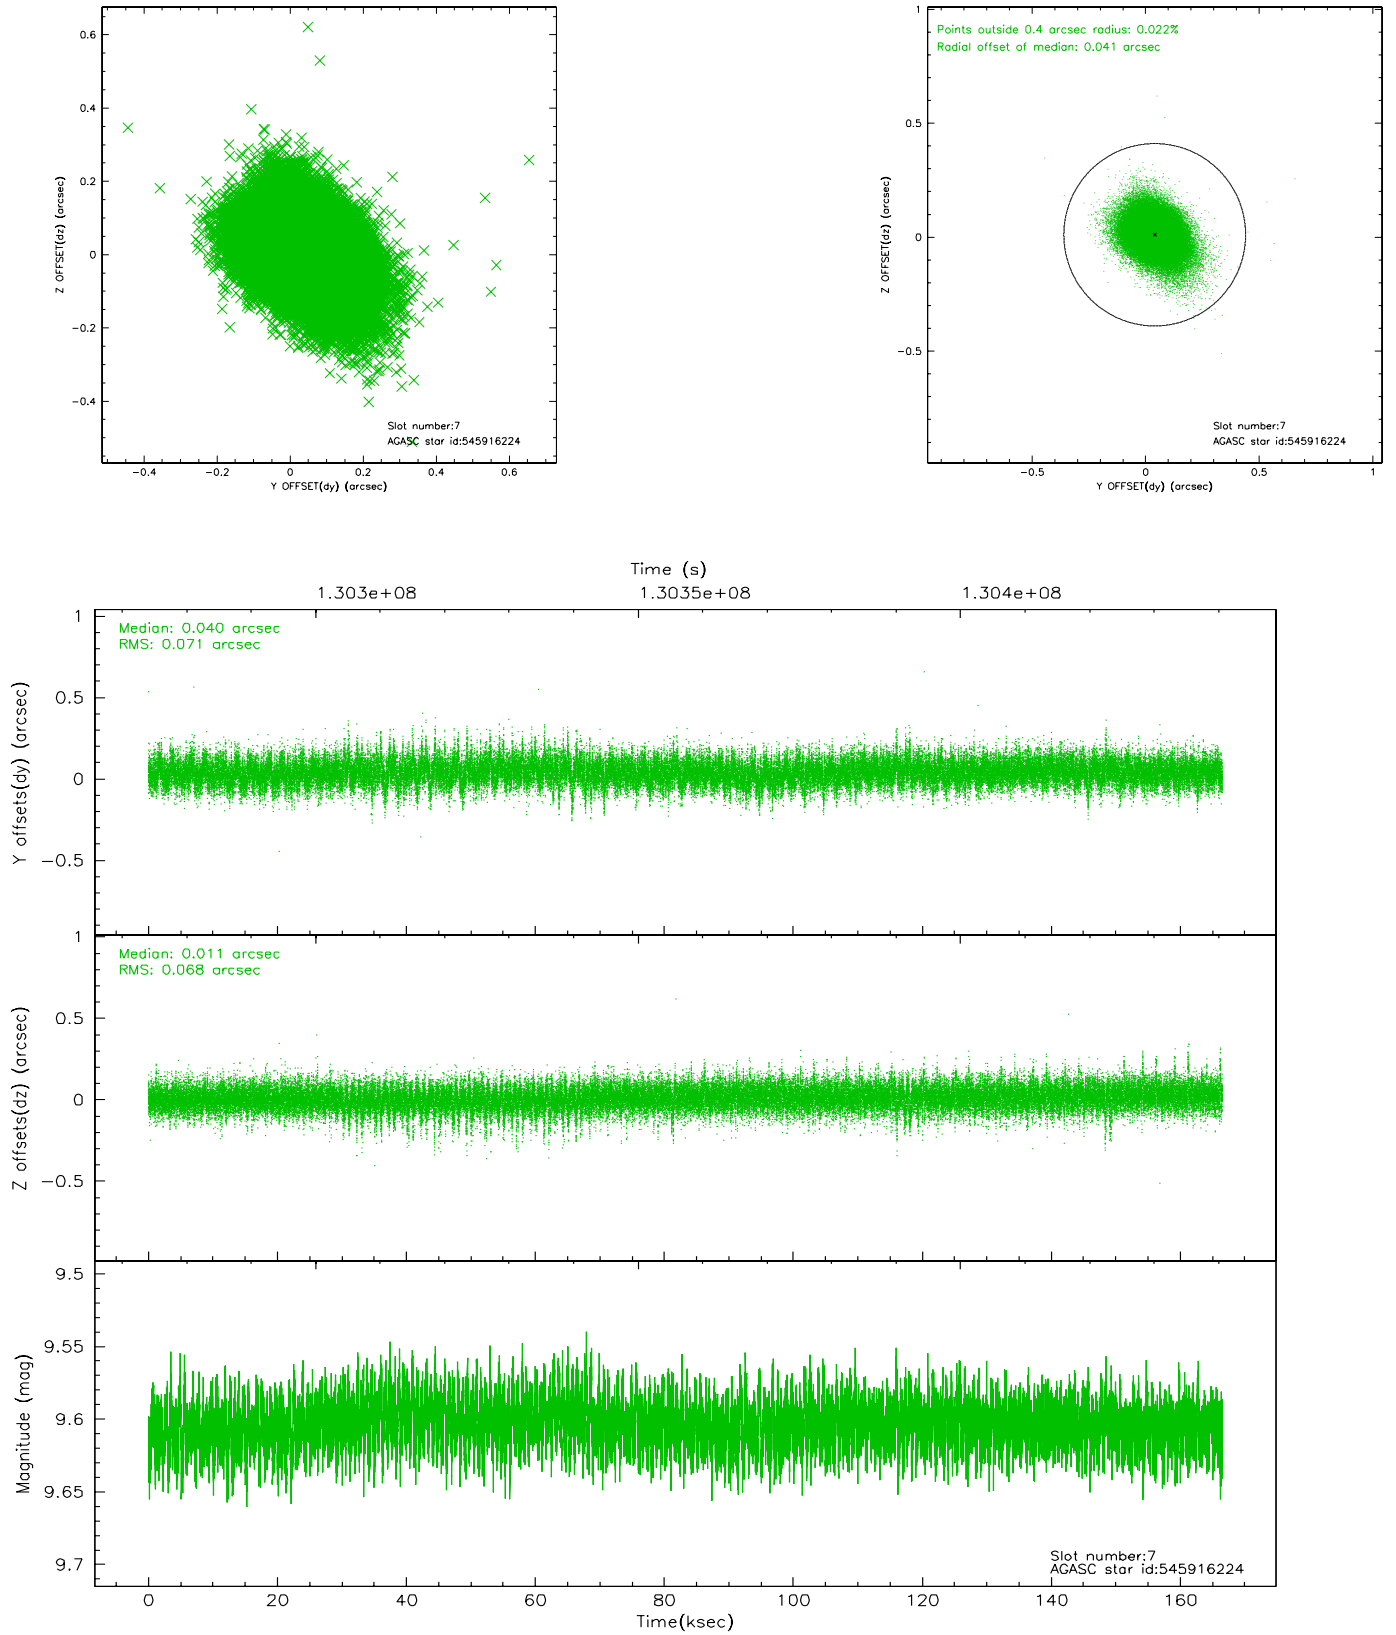 0.6
0.4
0.2
0
−0.2
−0.4
Z OFFSET(dz) (arcsec)
−0.4 −0.2 0 0.2 0.4 0.6
Y OFFSET(dy) (arcsec)
Slot number:7
AGASC star id:545916224
Points outside 0.4 arcsec radius: 0.022%
Radial offset of median: 0.041 arcsec
1
0.5
0
−0.5
Z OFFSET(dz) (arcsec)
−0.5 0 0.5 1
Y OFFSET(dy) (arcsec)
Slot number:7
AGASC star id:545916224
Time (s)
1.303e+08 1.3035e+08 1.304e+08
Median: 0.040 arcsec
RMS: 0.071 arcsec
1
0.5
0
−0.5
Y offsets(dy) (arcsec)
Median: 0.011 arcsec
RMS: 0.068 arcsec
1
0.5
0
−0.5
Z offsets(dz) (arcsec)
9.5
9.55
9.6
9.65
9.7
Magnitude (mag)
Slot number:7
AGASC star id:545916224
0 20 40 60 80 100 120 140 160
Time(ksec)